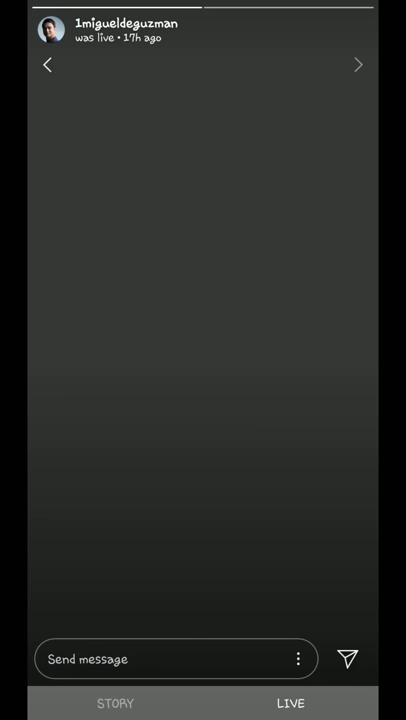 1migueldeguzman
was live • 17h ago
Send message
STORY
LIVE